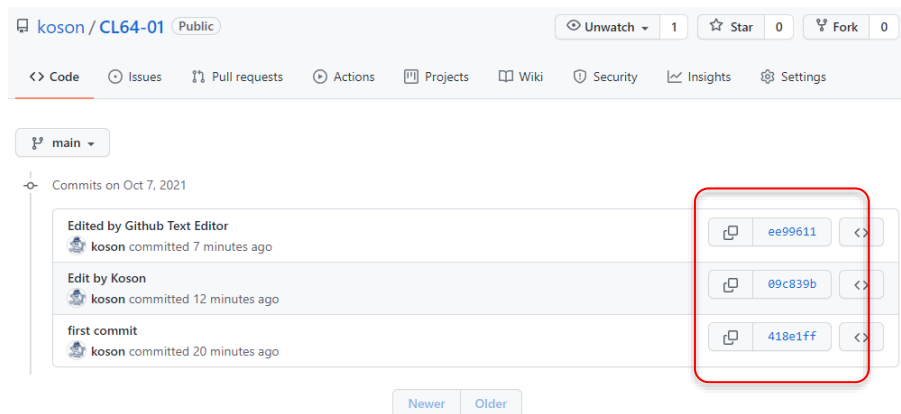 koson / CL64-01 Public Unwatch 1 Star 0 Fork 0
Code Issues Pull requests Actions Projects Wiki Security Insights Settings
main
Commits on Oct 7, 2021
Edited by Github Text Editor
koson committed 7 minutes ago
ee99611
Edit by Koson
koson committed 12 minutes ago
09c839b
first commit
koson committed 20 minutes ago
418e1ff
Newer Older